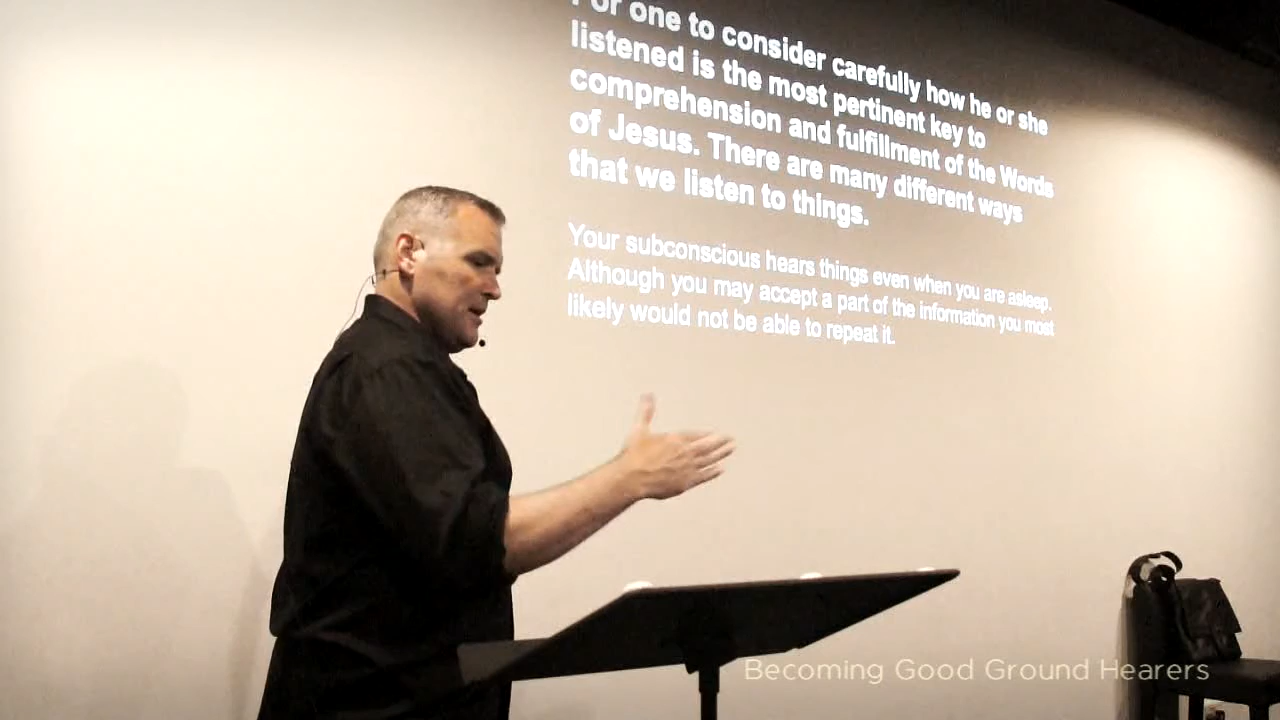 For one to consider carefully how he or she
listened is the most pertinent key to
comprehension and fulfillment of the Words
of Jesus. There are many different ways
that we listen to things.
Your subconscious hears things even when you are asleep.
Although you may accept a part of the information you most
likely would not be able to repeat it.
Becoming Good Ground Hearers